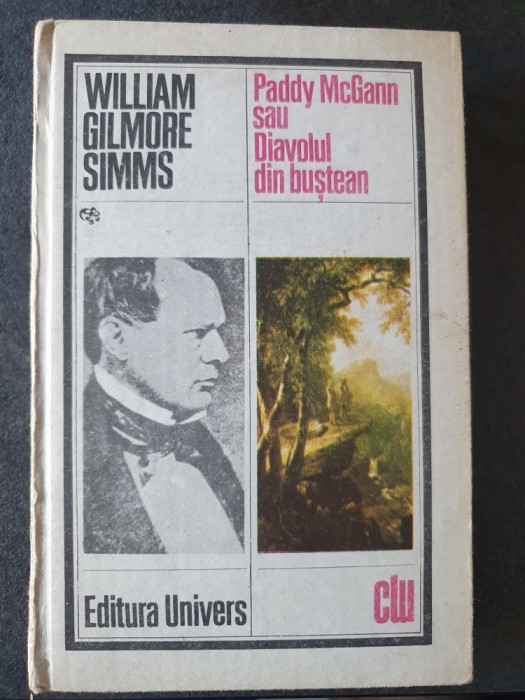 WILLIAM
GILMORE
SIMMS
Paddy McGann
sau
Diavolul
din buștean
Editura Univers
clu